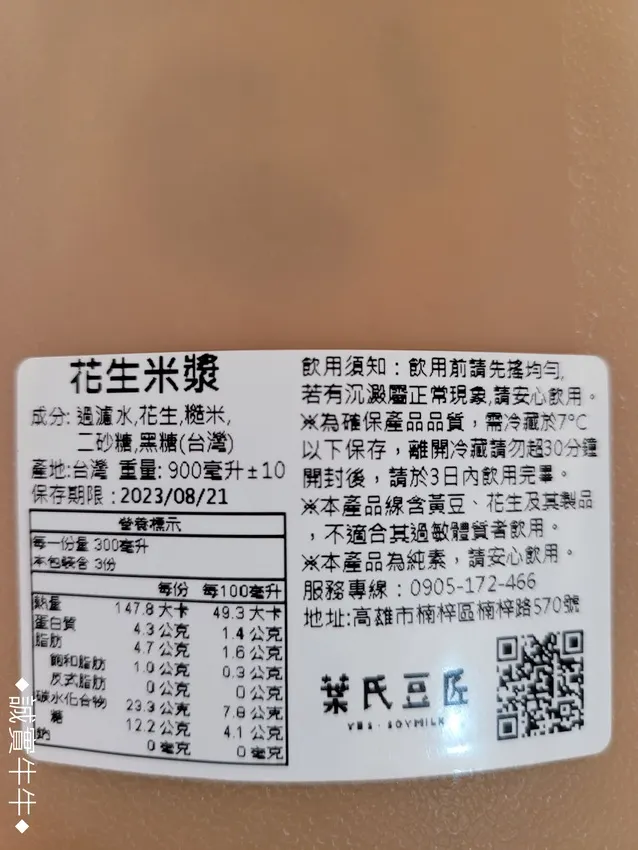 花生米漿
成分: 過濾水,花生,糙米,
二砂糖,黑糖(台灣)
產地:台灣 重量: 900毫升±10
保存期限 : 2023/08/21
營養標示
每一份量 300毫升
本包裝含 3份
每份 每100毫升
熱量 147.8 大卡 49.3 大卡
蛋白質 4.3 公克 1.4 公克
脂肪 4.7 公克 1.6 公克
飽和脂肪 1.0 公克 0.3 公克
反式脂肪 0 公克 0 公克
碳水化合物 23.3 公克 7.8 公克
糖 12.2 公克 4.1 公克
鈉 0 毫克 0 毫克
飲用須知 : 飲用前請先搖均勻,
若有沉澱屬正常現象,請安心飲用。
※為確保產品品質，需冷藏於7°C
以下保存，離開冷藏請勿超30分鐘
開封後，請於3日內飲用完畢。
※本產品線含黃豆、花生及其製品
，不適合其過敏體質者飲用。
※本產品為純素，請安心飲用。
服務專線 : 0905-172-466
地址:高雄市楠梓區楠梓路570號
葉氏豆匠
YES · SOYMILK
◆誠實牛牛◆